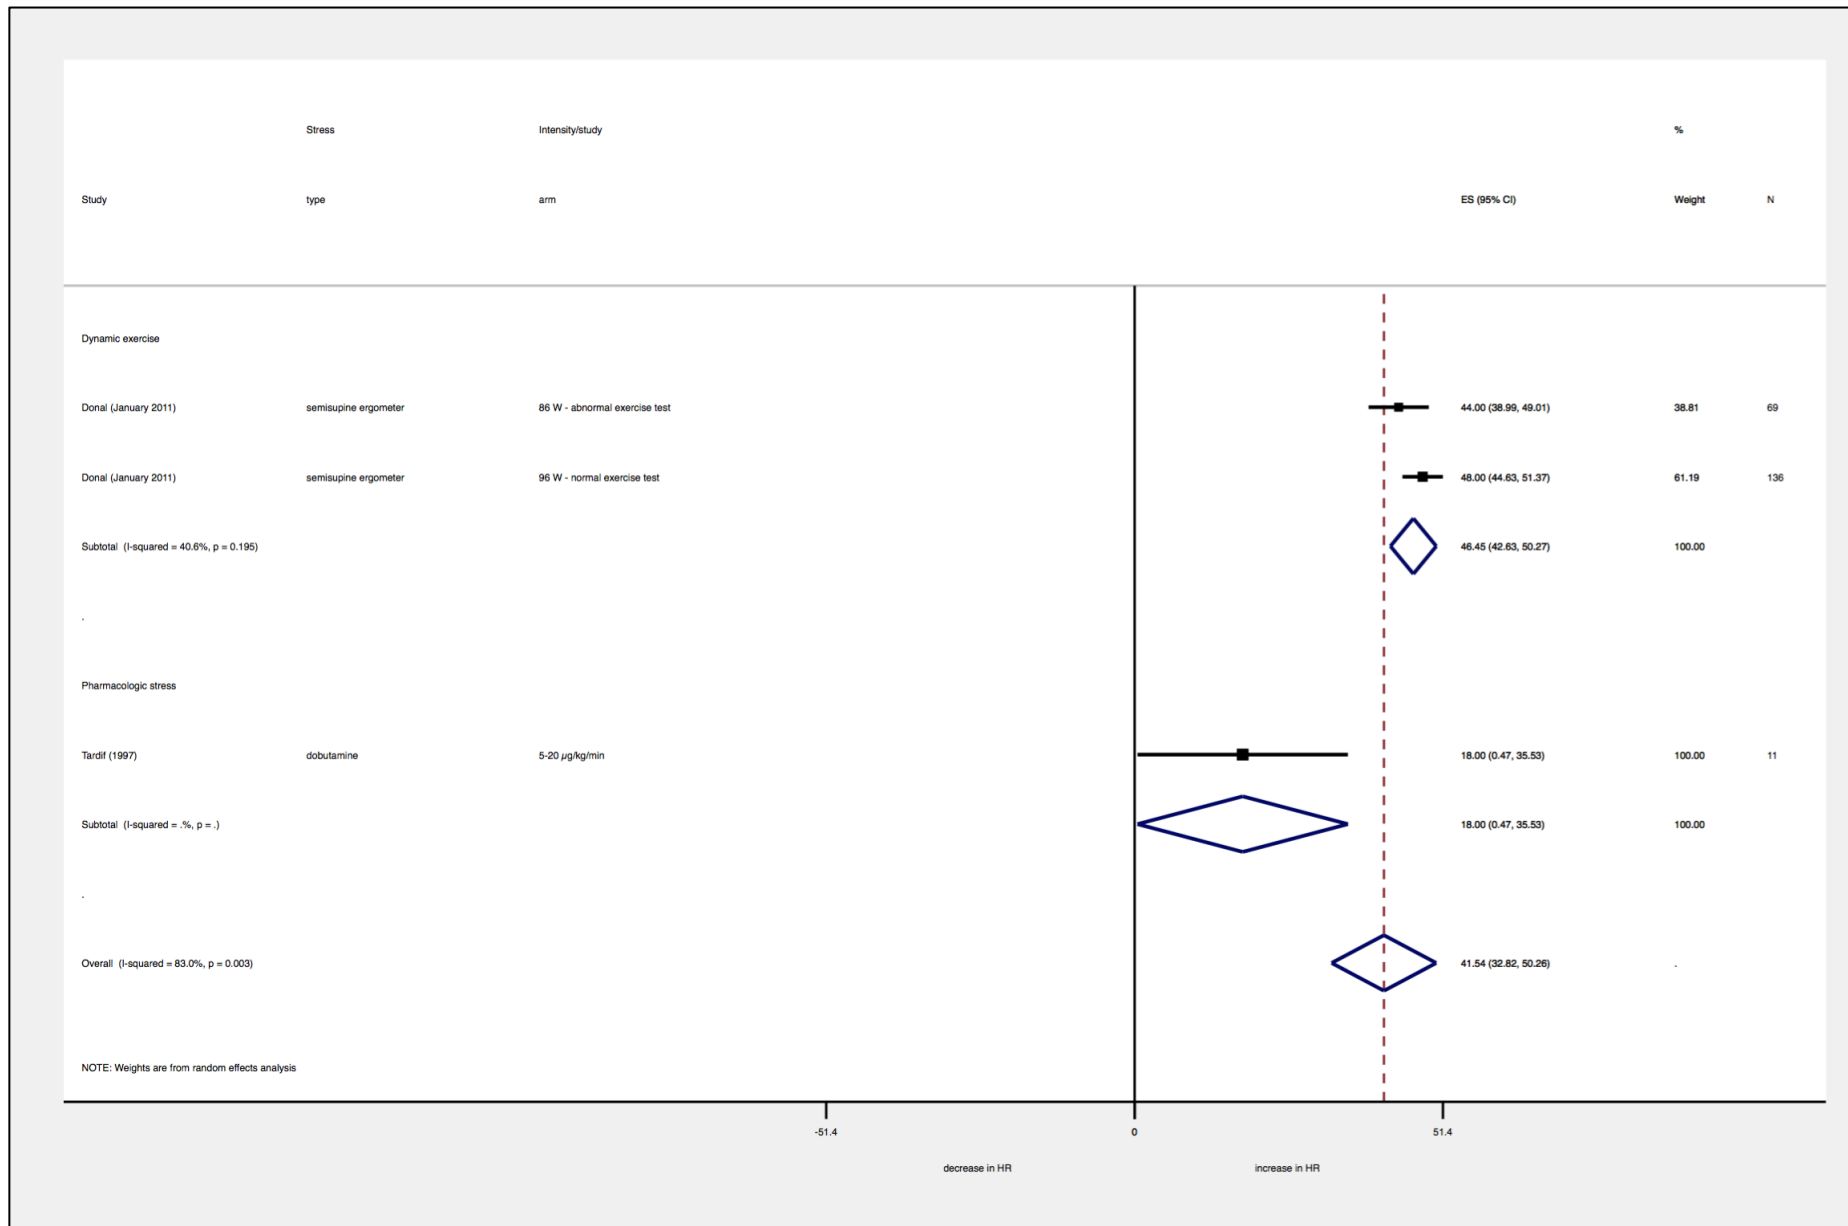 Stress Intensity/study %
Study type arm ES (95% CI) Weight N
Dynamic exercise
Donal (January 2011) semisupine ergometer 86 W - abnormal exercise test 44.00 (38.99, 49.01) 38.81 69
Donal (January 2011) semisupine ergometer 96 W - normal exercise test 48.00 (44.63, 51.37) 61.19 136
Subtotal (I-squared = 40.6%, p = 0.195) 46.45 (42.63, 50.27) 100.00
.
Pharmacologic stress
Tardif (1997) dobutamine 5-20 µg/kg/min 18.00 (0.47, 35.53) 100.00 11
Subtotal (I-squared = .%, p = .) 18.00 (0.47, 35.53) 100.00
.
Overall (I-squared = 83.0%, p = 0.003) 41.54 (32.82, 50.26) .
NOTE: Weights are from random effects analysis
-51.4 0 51.4
decrease in HR increase in HR